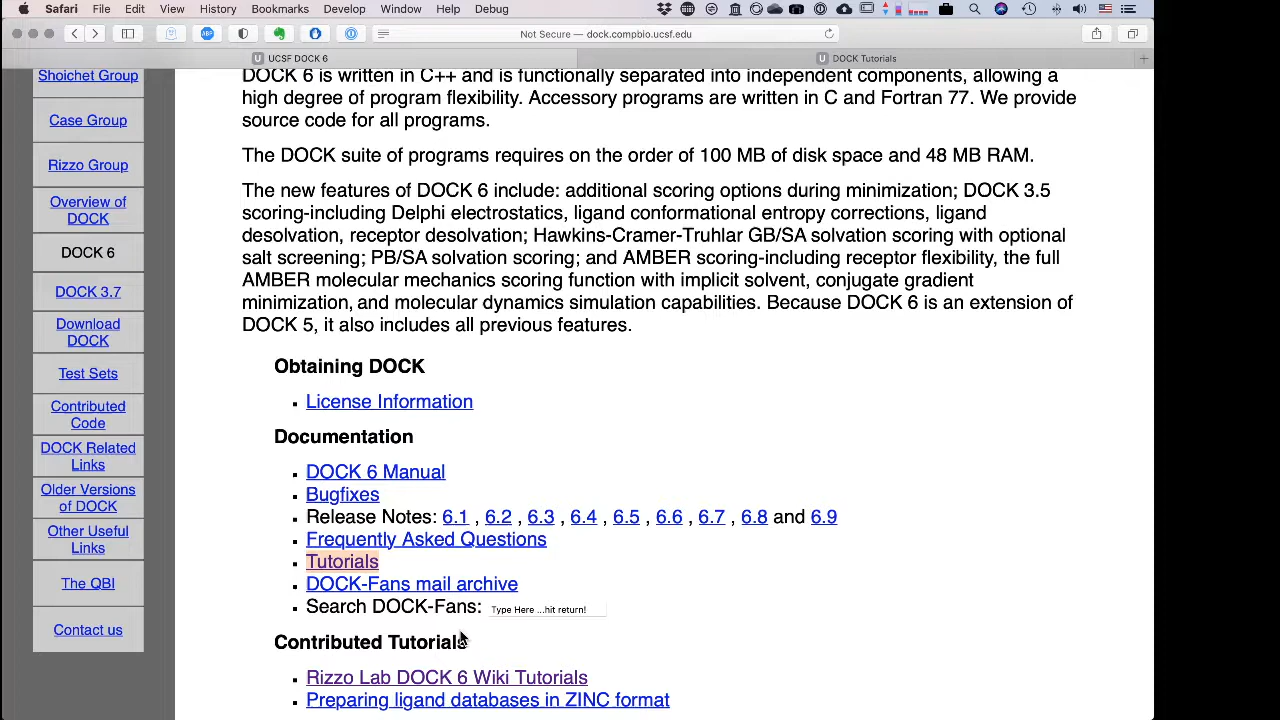 Safari File Edit View History Bookmarks Develop Window Help Debug
Not Secure — dock.compbio.ucsf.edu
U UCSF DOCK 6
U DOCK Tutorials
Shoichet Group
Case Group
Rizzo Group
Overview of
DOCK
DOCK 6
DOCK 3.7
Download
DOCK
Test Sets
Contributed
Code
DOCK Related
Links
Older Versions
of DOCK
Other Useful
Links
The QBI
Contact us
DOCK 6 is written in C++ and is functionally separated into independent components, allowing a
high degree of program flexibility. Accessory programs are written in C and Fortran 77. We provide
source code for all programs.
The DOCK suite of programs requires on the order of 100 MB of disk space and 48 MB RAM.
The new features of DOCK 6 include: additional scoring options during minimization; DOCK 3.5
scoring-including Delphi electrostatics, ligand conformational entropy corrections, ligand
desolvation, receptor desolvation; Hawkins-Cramer-Truhlar GB/SA solvation scoring with optional
salt screening; PB/SA solvation scoring; and AMBER scoring-including receptor flexibility, the full
AMBER molecular mechanics scoring function with implicit solvent, conjugate gradient
minimization, and molecular dynamics simulation capabilities. Because DOCK 6 is an extension of
DOCK 5, it also includes all previous features.
Obtaining DOCK
License Information
Documentation
DOCK 6 Manual
Bugfixes
Release Notes: 6.1 , 6.2 , 6.3 , 6.4 , 6.5 , 6.6 , 6.7 , 6.8 and 6.9
Frequently Asked Questions
Tutorials
DOCK-Fans mail archive
Search DOCK-Fans: Type Here ...hit return!
Contributed Tutorials
Rizzo Lab DOCK 6 Wiki Tutorials
Preparing ligand databases in ZINC format